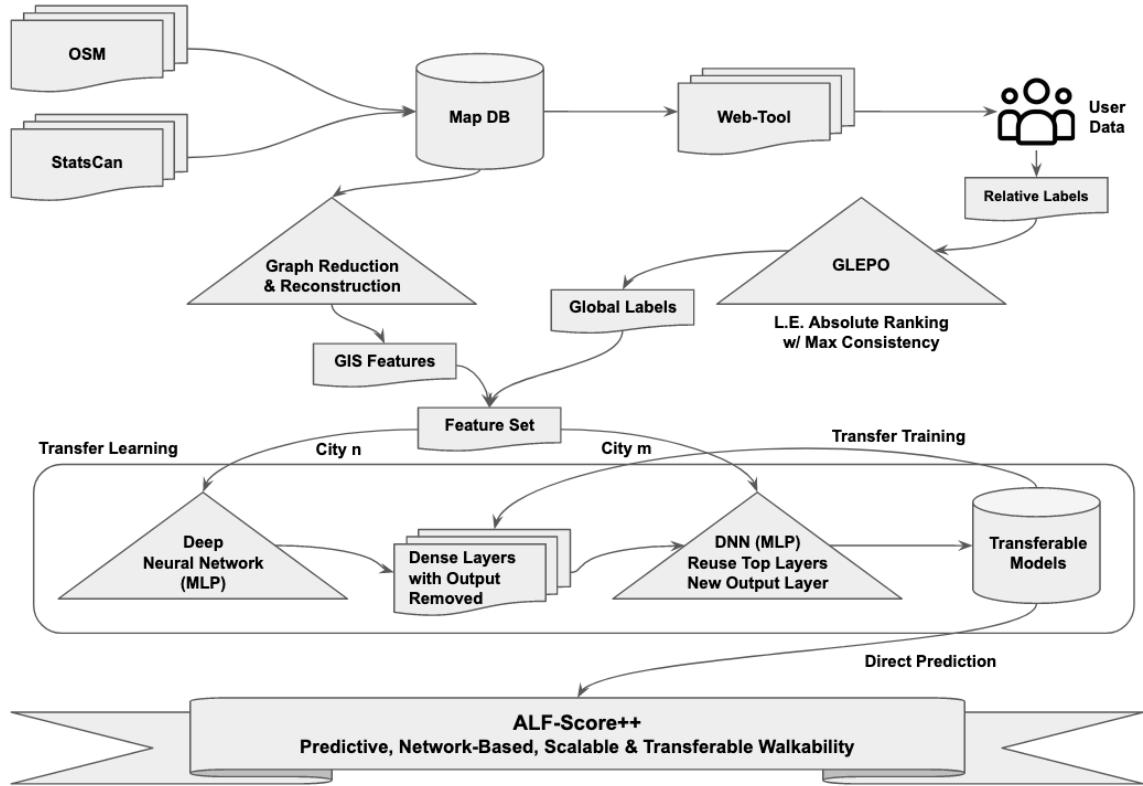 OSM
StatsCan
Map DB
Web-Tool
User
Data
Relative Labels
Graph Reduction
& Reconstruction
GLEPO
Global Labels
L.E. Absolute Ranking
w/ Max Consistency
GIS Features
Feature Set
Transfer Learning
City n
City m
Transfer Training
Deep
Neural Network
(MLP)
Dense Layers
with Output
Removed
DNN (MLP)
Reuse Top Layers
New Output Layer
Transferable
Models
Direct Prediction
ALF-Score++
Predictive, Network-Based, Scalable & Transferable Walkability